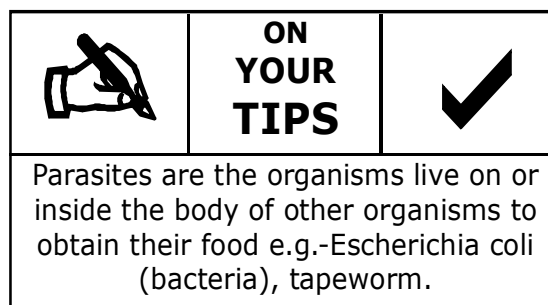 ON
YOUR
TIPS
Parasites are the organisms live on or
inside the body of other organisms to
obtain their food e.g.-Escherichia coli
(bacteria), tapeworm.